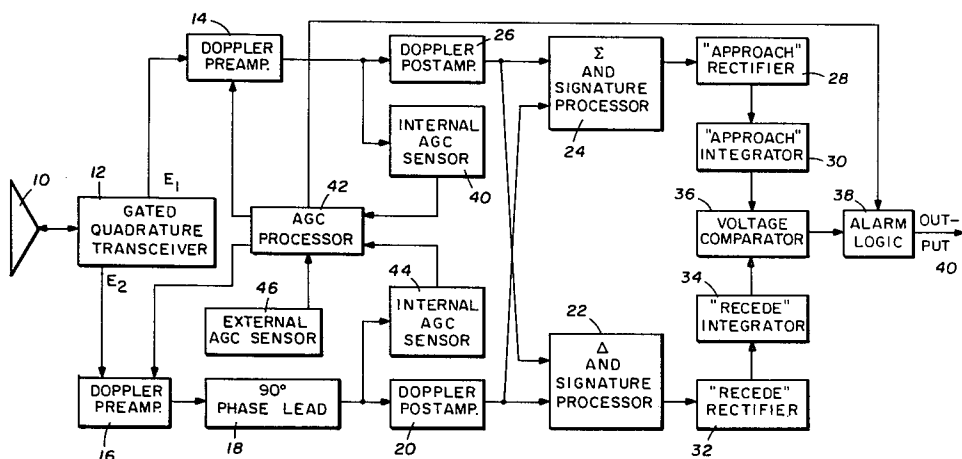 14
DOPPLER
PREAMP.
26
DOPPLER
POSTAMP.
Σ
AND
SIGNATURE
PROCESSOR
24
"APPROACH"
RECTIFIER
28
INTERNAL
AGC
SENSOR
40
"APPROACH"
INTEGRATOR
30
10
12
E1
GATED
QUADRATURE
TRANSCEIVER
E2
42
AGC
PROCESSOR
36
VOLTAGE
COMPARATOR
38
ALARM
LOGIC
OUT-
PUT
40
46
EXTERNAL
AGC SENSOR
44
INTERNAL
AGC
SENSOR
34
"RECEDE"
INTEGRATOR
22
Δ
AND
SIGNATURE
PROCESSOR
DOPPLER
PREAMP.
16
90°
PHASE LEAD
18
DOPPLER
POSTAMP.
20
"RECEDE"
RECTIFIER
32